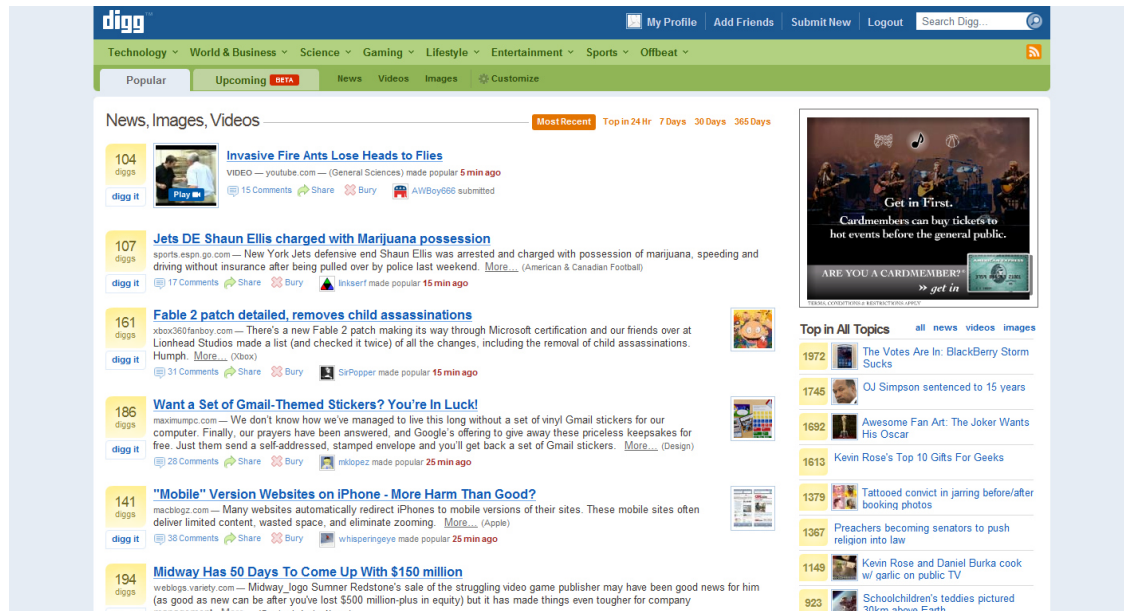 digg™
My Profile
Add Friends
Submit New
Logout
Search Digg...
Technology
World & Business
Science
Gaming
Lifestyle
Entertainment
Sports
Offbeat
Popular
Upcoming BETA
News
Videos
Images
Customize
News, Images, Videos
Most Recent
Top in 24 Hr
7 Days
30 Days
365 Days
104
diggs
digg it
Play
Invasive Fire Ants Lose Heads to Flies
VIDEO — youtube.com — (General Sciences) made popular 5 min ago
15 Comments Share Bury AWBoy666 submitted
107
diggs
digg it
Jets DE Shaun Ellis charged with Marijuana possession
sports.espn.go.com — New York Jets defensive end Shaun Ellis was arrested and charged with possession of marijuana, speeding and
driving without insurance after being pulled over by police last weekend. More... (American & Canadian Football)
17 Comments Share Bury linkserf made popular 15 min ago
161
diggs
digg it
Fable 2 patch detailed, removes child assassinations
xbox360fanboy.com — There's a new Fable 2 patch making its way through Microsoft certification and our friends over at
Lionhead Studios made a list (and checked it twice) of all the changes, including the removal of child assassinations.
Humph. More... (Xbox)
31 Comments Share Bury SirPopper made popular 15 min ago
186
diggs
digg it
Want a Set of Gmail-Themed Stickers? You're In Luck!
maximumpc.com — We don't know how we've managed to live this long without a set of vinyl Gmail stickers for our
computer. Finally, our prayers have been answered, and Google's offering to give away these priceless keepsakes for
free. Just them send a self-addressed, stamped envelope and you'll get back a set of Gmail stickers. More... (Design)
28 Comments Share Bury mklopez made popular 25 min ago
141
diggs
digg it
"Mobile" Version Websites on iPhone - More Harm Than Good?
macblogz.com — Many websites automatically redirect iPhones to mobile versions of their sites. These mobile sites often
deliver limited content, wasted space, and eliminate zooming. More... (Apple)
38 Comments Share Bury whisperingeye made popular 25 min ago
194
diggs
Midway Has 50 Days To Come Up With $150 million
weblogs.variety.com — Midway_logo Sumner Redstone's sale of the struggling video game publisher may have been good news for him
(as good as new can be after you've lost $500 million-plus in equity) but it has made things even tougher for company
Get in First.
Cardmembers can buy tickets to
hot events before the general public.
ARE YOU A CARDMEMBER?
» get in
TERMS, CONDITIONS & RESTRICTIONS APPLY
Top in All Topics
all news videos images
1972 The Votes Are In: BlackBerry Storm
Sucks
1745 OJ Simpson sentenced to 15 years
1692 Awesome Fan Art: The Joker Wants
His Oscar
1613 Kevin Rose's Top 10 Gifts For Geeks
1379 Tattooed convict in jarring before/after
booking photos
1367 Preachers becoming senators to push
religion into law
1149 Kevin Rose and Daniel Burka cook
w/ garlic on public TV
923 Schoolchildren's teddies pictured
30km above Earth